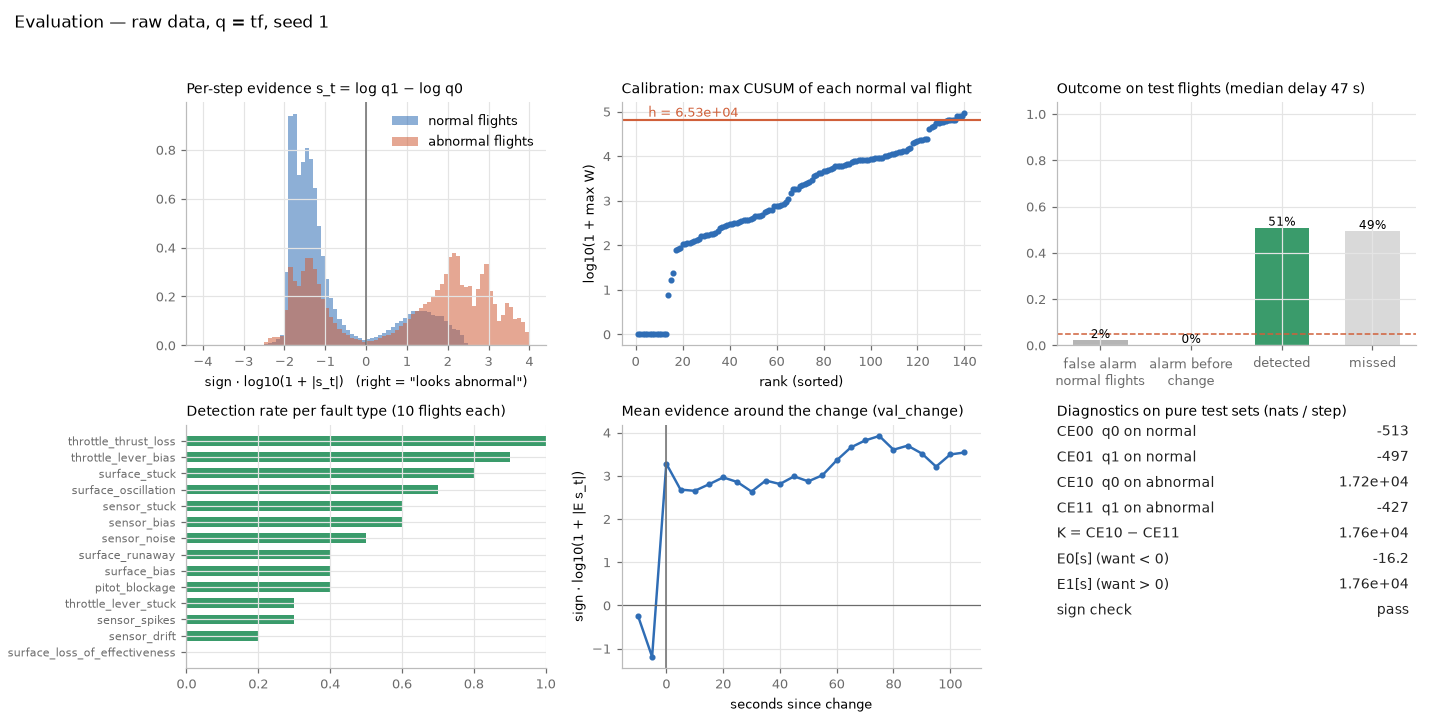 Evaluation — raw data, q = tf, seed 1
Per-step evidence s_t = log q1 − log q0
normal flights
abnormal flights
0.8
0.6
0.4
0.2
0.0
−4
−3
−2
−1
0
1
2
3
4
sign · log10(1 + |s_t|)   (right = "looks abnormal")
Calibration: max CUSUM of each normal val flight
h = 6.53e+04
log10(1 + max W)
5
4
3
2
1
0
0
20
40
60
80
100
120
140
rank (sorted)
Outcome on test flights (median delay 47 s)
1.0
0.8
0.6
0.4
0.2
0.0
2%
0%
51%
49%
false alarm
normal flights
alarm before
change
detected
missed
Detection rate per fault type (10 flights each)
throttle_thrust_loss
throttle_lever_bias
surface_stuck
surface_oscillation
sensor_stuck
sensor_bias
sensor_noise
surface_runaway
surface_bias
pitot_blockage
throttle_lever_stuck
sensor_spikes
sensor_drift
surface_loss_of_effectiveness
0.0
0.2
0.4
0.6
0.8
1.0
Mean evidence around the change (val_change)
sign · log10(1 + |E s_t|)
4
3
2
1
0
−1
0
20
40
60
80
100
seconds since change
Diagnostics on pure test sets (nats / step)
CE00  q0 on normal -513
CE01  q1 on normal -497
CE10  q0 on abnormal 1.72e+04
CE11  q1 on abnormal -427
K = CE10 − CE11 1.76e+04
E0[s] (want < 0) -16.2
E1[s] (want > 0) 1.76e+04
sign check pass